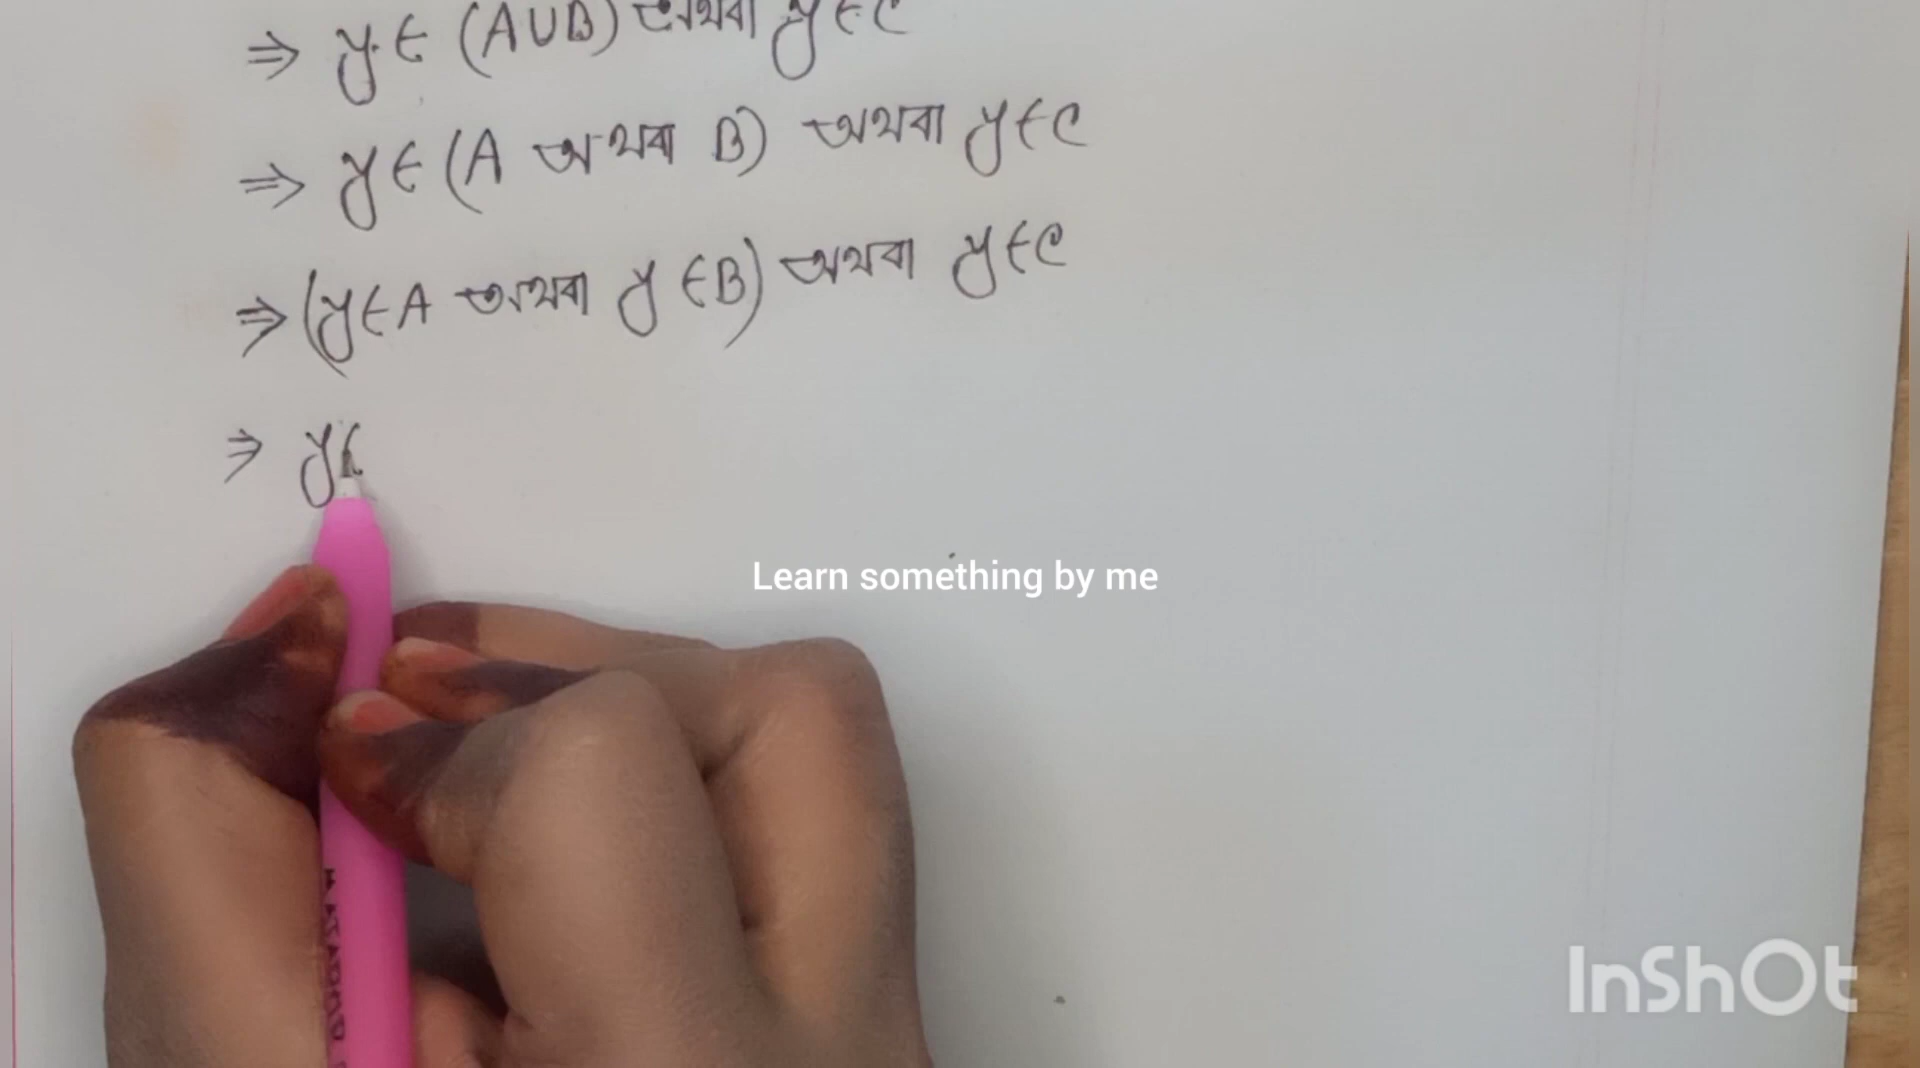 ⇒ y ∈ (A∪B) অথবা y ∈ C
⇒ y ∈ (A অথবা B) অথবা y ∈ C
⇒ (y ∈ A অথবা y ∈ B) অথবা y ∈ C
⇒ y ∈
Learn something by me
InShOt